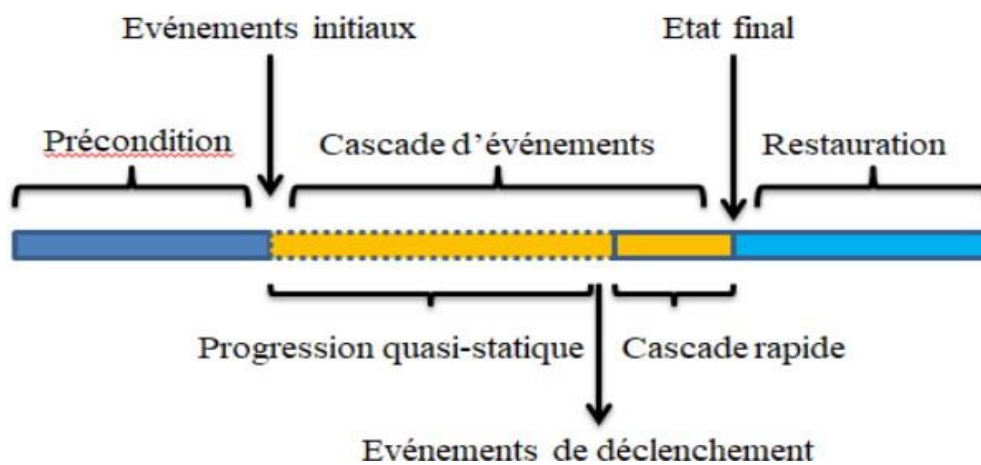 Evénements initiaux
Etat final
Précondition
Cascade d’événements
Restauration
Progression quasi-statique
Cascade rapide
Evénements de déclenchement